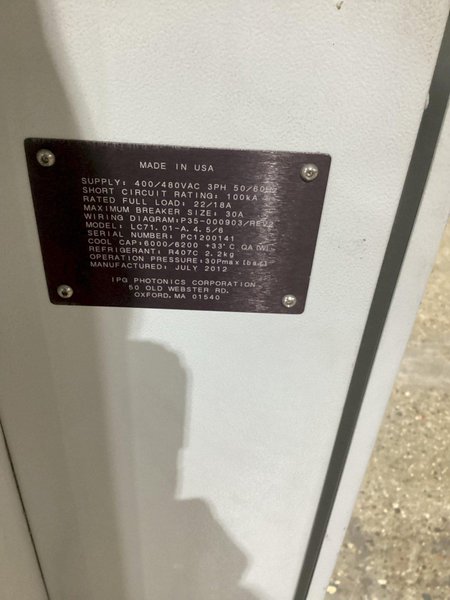 MADE IN USA
SUPPLY: 400/480VAC 3PH 50/60Hz
SHORT CIRCUIT RATING: 100kA
RATED FULL LOAD: 22/18A
MAXIMUM BREAKER SIZE: 30A
WIRING DIAGRAM:P35-000903/REV2
MODEL: LC71.01-A.4.5/6
SERIAL NUMBER: PC1200141
COOL CAP:6000/6200 +33°C QA(W)
REFRIGERANT: R407C 2.2kg
OPERATION PRESSURE:30Pmax(bar)
MANUFACTURED: JULY 2012
IPG PHOTONICS CORPORATION
50 OLD WEBSTER RD.
OXFORD.MA 01540